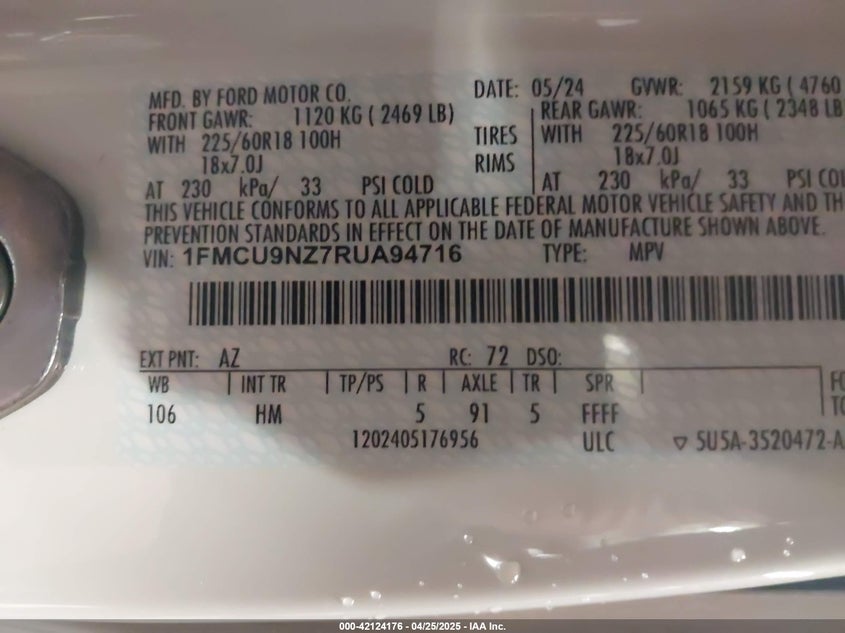 MFD. BY FORD MOTOR CO.
DATE: 05/24 GVWR: 2159 KG ( 4760
FRONT GAWR: 1120 KG ( 2469 LB)
REAR GAWR: 1065 KG ( 2348 LB
WITH 225/60R18 100H TIRES WITH 225/60R18 100H
18x7.0J RIMS 18x7.0J
AT 230 kPa/ 33 PSI COLD AT 230 kPa/ 33 PSI COL
THIS VEHICLE CONFORMS TO ALL APPLICABLE FEDERAL MOTOR VEHICLE SAFETY AND TH
PREVENTION STANDARDS IN EFFECT ON THE DATE OF MANUFACTURE SHOWN ABOVE.
VIN: 1FMCU9NZ7RUA94716 TYPE: MPV
EXT PNT: AZ RC: 72 DSO:
WB INT TR TP/PS R AXLE TR SPR FO
106 HM 5 91 5 FFFF TO
1202405176956 ULC ▽ 5U5A-3520472-A
000-42124176 - 04/25/2025 - IAA Inc.